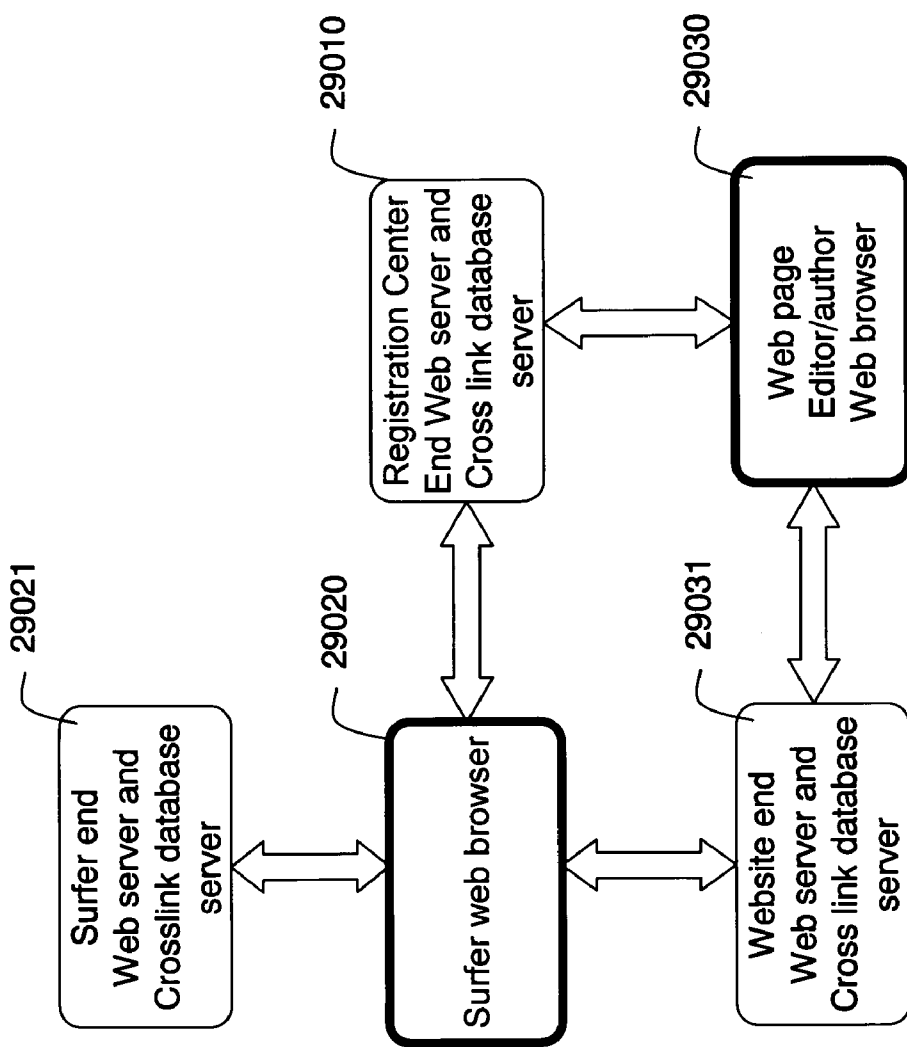 29021
Surfer end
Web server and
Crosslink database
server
29020
Surfer web browser
29010
Registration Center
End Web server and
Cross link database
server
29031
Website end
Web server and
Cross link database
server
29030
Web page
Editor/author
Web browser